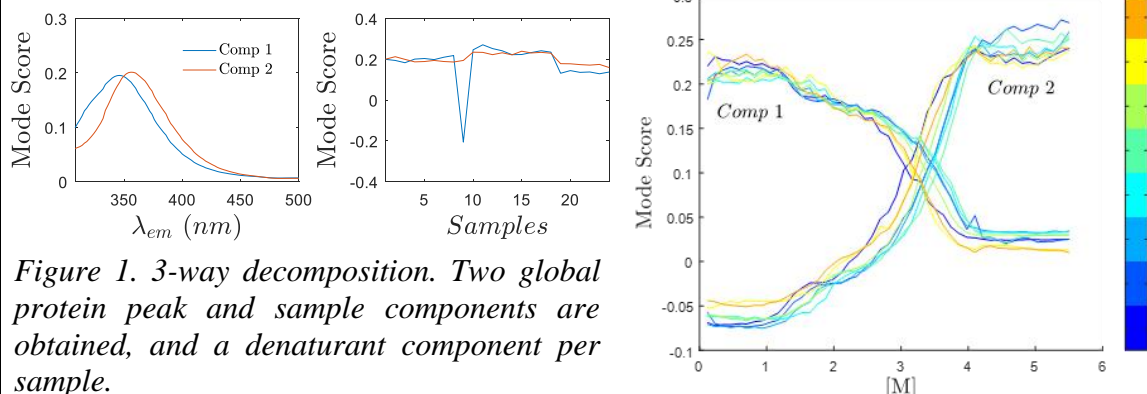 0.3
0.2
0.1
0
Mode Score
Comp 1
Comp 2
350 400 450 500
λem (nm)
0.4
0.2
0
-0.2
-0.4
Mode Score
5 10 15 20
Samples
Figure 1. 3-way decomposition. Two global
protein peak and sample components are
obtained, and a denaturant component per
sample.
0.25
0.2
0.15
0.1
0.05
0
-0.05
-0.1
Mode Score
Comp 1
Comp 2
0 1 2 3 4 5 6
[M]